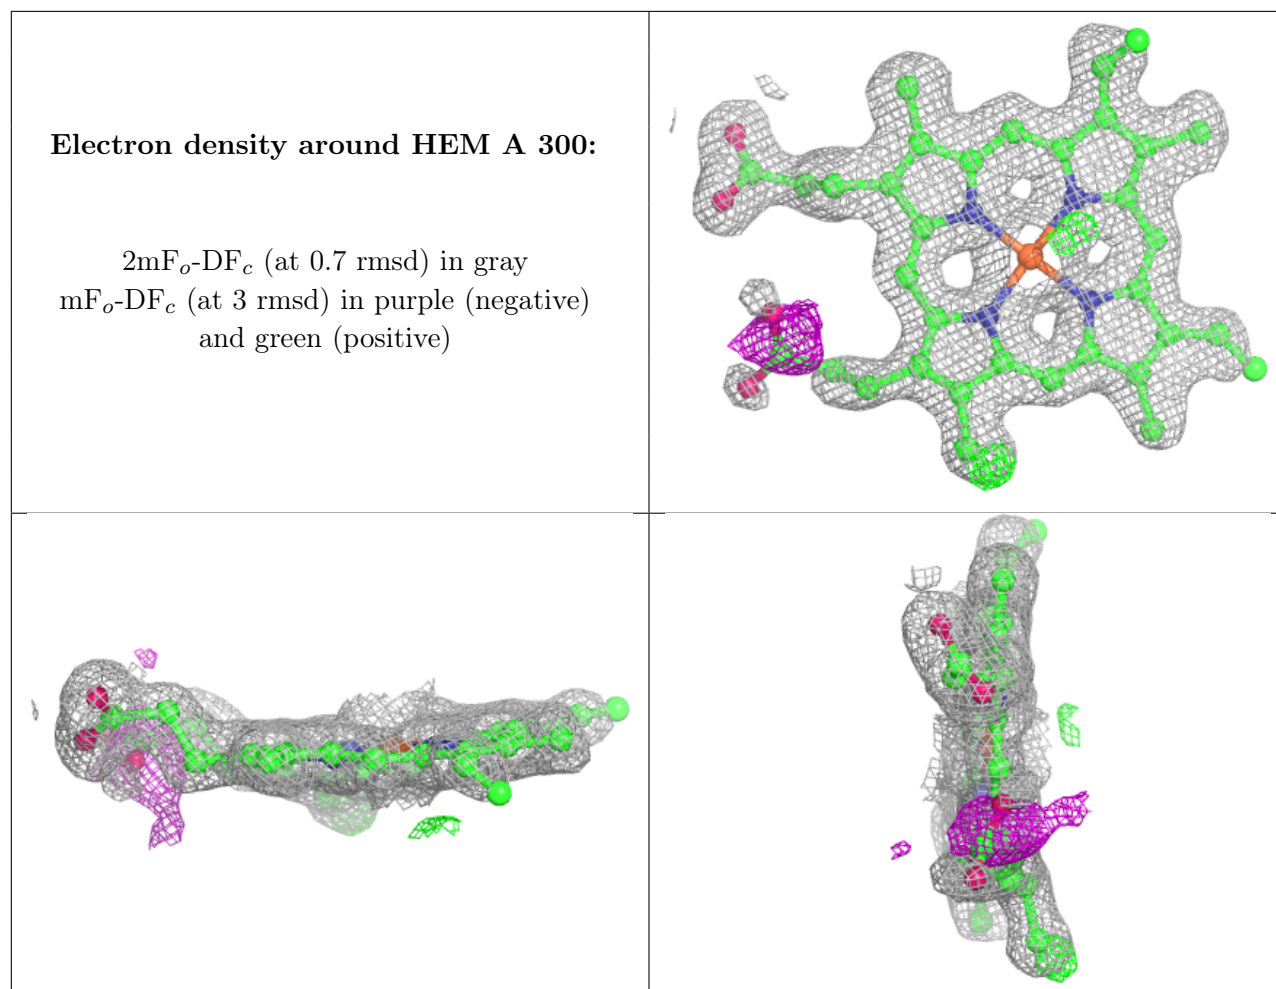 Electron density around HEM A 300:
2mFo-DFc (at 0.7 rmsd) in gray
mFo-DFc (at 3 rmsd) in purple (negative)
and green (positive)